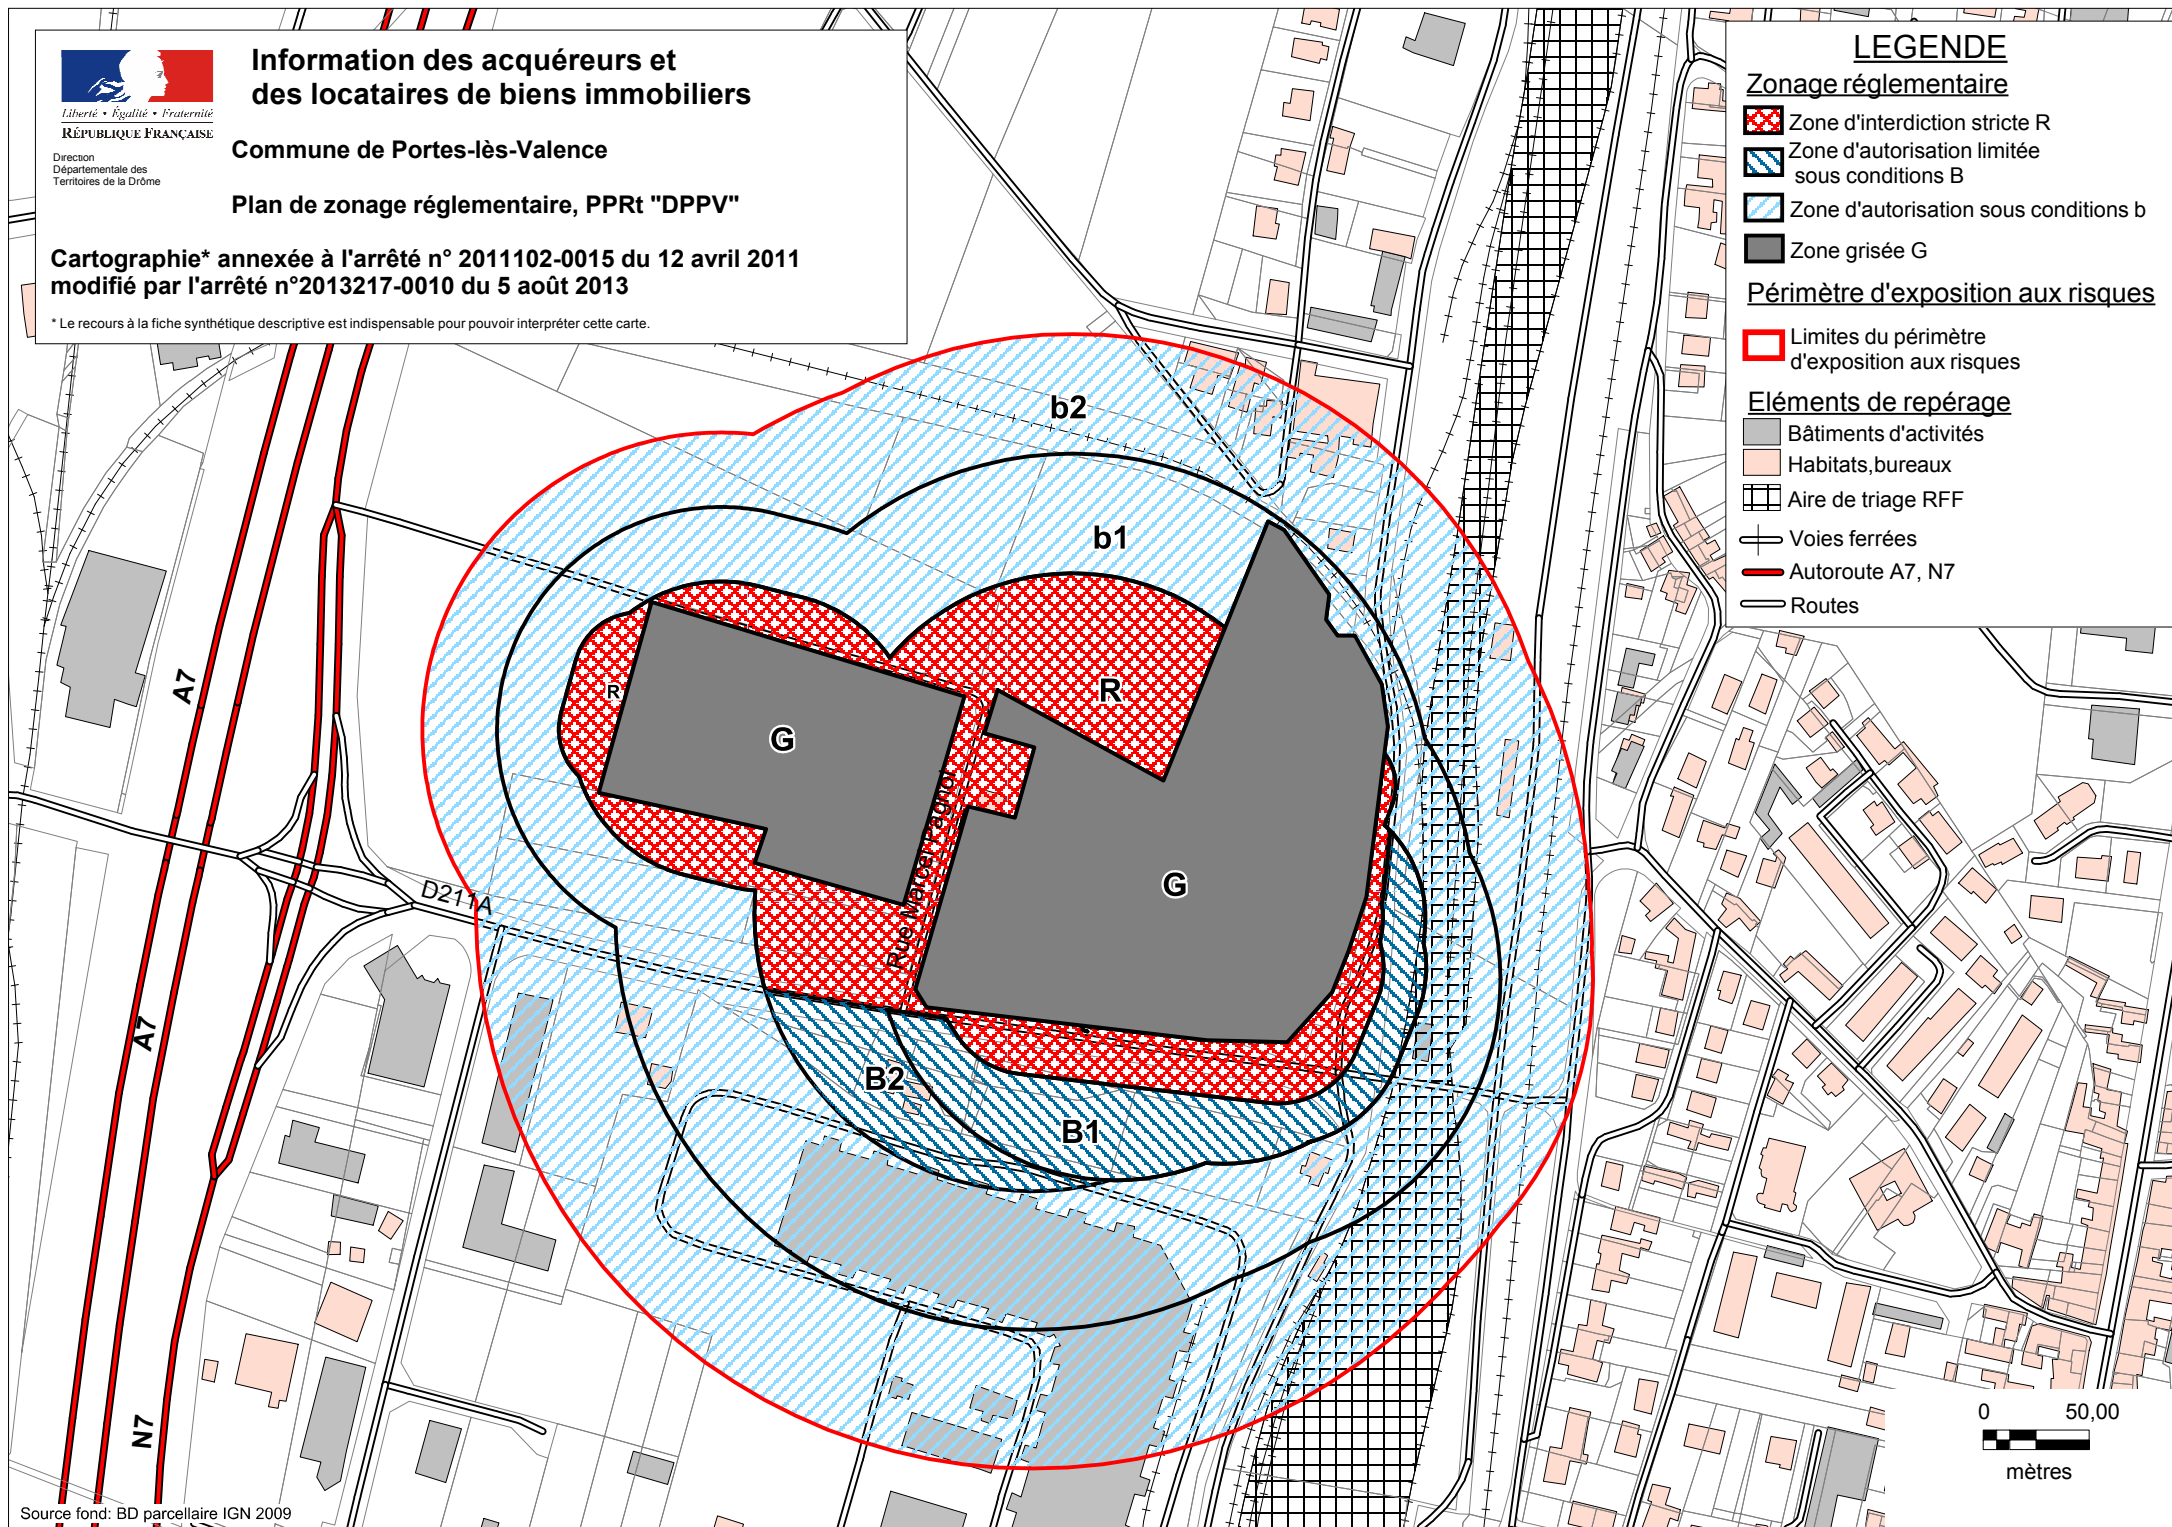 Information des acquéreurs et
des locataires de biens immobiliers
Liberté • Égalité • Fraternité
RÉPUBLIQUE FRANÇAISE
Direction
Départementale des
Territoires de la Drôme
Commune de Portes-lès-Valence
Plan de zonage réglementaire, PPRt "DPPV"
Cartographie* annexée à l'arrêté n° 2011102-0015 du 12 avril 2011
modifié par l'arrêté n°2013217-0010 du 5 août 2013
* Le recours à la fiche synthétique descriptive est indispensable pour pouvoir interpréter cette carte.
LEGENDE
Zonage réglementaire
Zone d'interdiction stricte R
Zone d'autorisation limitée
sous conditions B
Zone d'autorisation sous conditions b
Zone grisée G
Périmètre d'exposition aux risques
Limites du périmètre
d'exposition aux risques
Eléments de repérage
Bâtiments d'activités
Habitats,bureaux
Aire de triage RFF
Voies ferrées
Autoroute A7, N7
Routes
b2
b1
R
R
G
G
A7
Rue Marcel Pagnol
D211A
A7
B2
B1
N7
0 50,00
mètres
Source fond: BD parcellaire IGN 2009